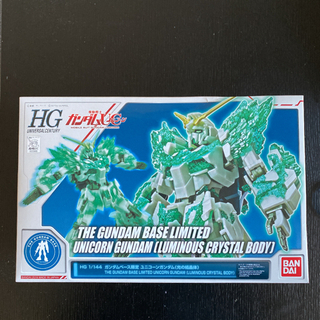 HG
UNIVERSAL CENTURY
ガンダムUC
THE GUNDAM BASE LIMITED
UNICORN GUNDAM (LUMINOUS CRYSTAL BODY)
HG 1/144 ガンダムベース限定 ユニコーンガンダム(光の結晶体)
THE GUNDAM BASE LIMITED UNICORN GUNDAM (LUMINOUS CRYSTAL BODY)
BAN
DAI